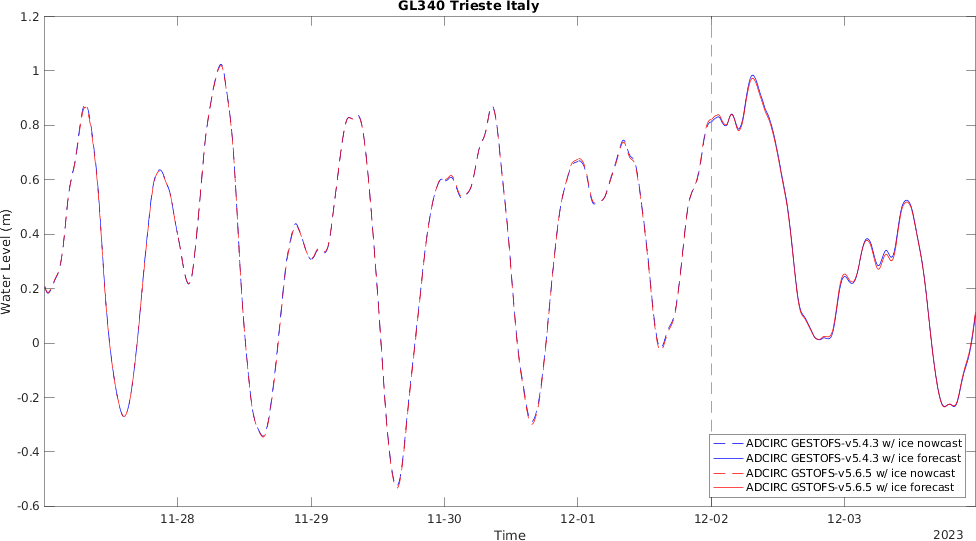 GL340 Trieste Italy
1.2
1
0.8
0.6
0.4
0.2
0
-0.2
-0.4
-0.6
Water Level (m)
11-28
11-29
11-30
12-01
12-02
12-03
Time
2023
ADCIRC GESTOFS-v5.4.3 w/ ice nowcast
ADCIRC GESTOFS-v5.4.3 w/ ice forecast
ADCIRC GSTOFS-v5.6.5 w/ ice nowcast
ADCIRC GSTOFS-v5.6.5 w/ ice forecast